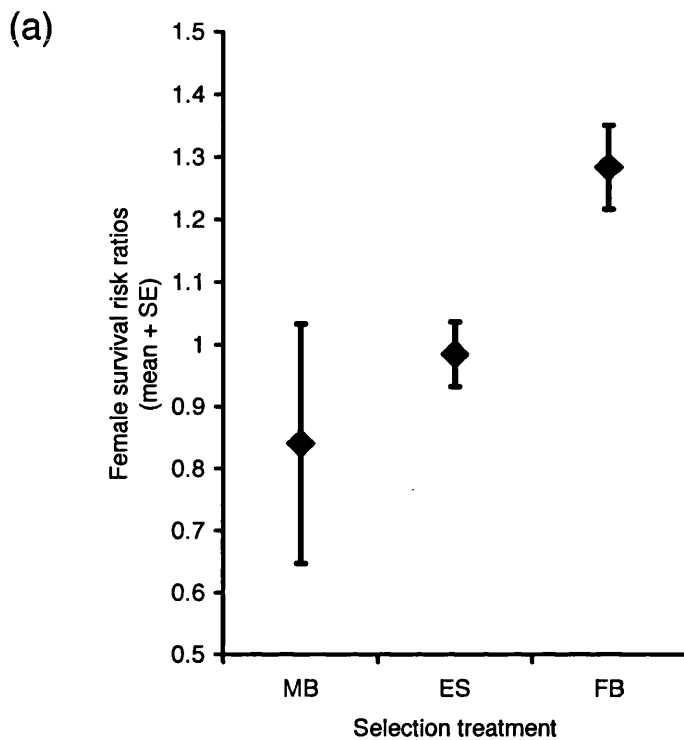 (a)
1.5
1.4
1.3
1.2
1.1
1
0.9
0.8
0.7
0.6
0.5
Female survival risk ratios
(mean + SE)
MB ES FB
Selection treatment